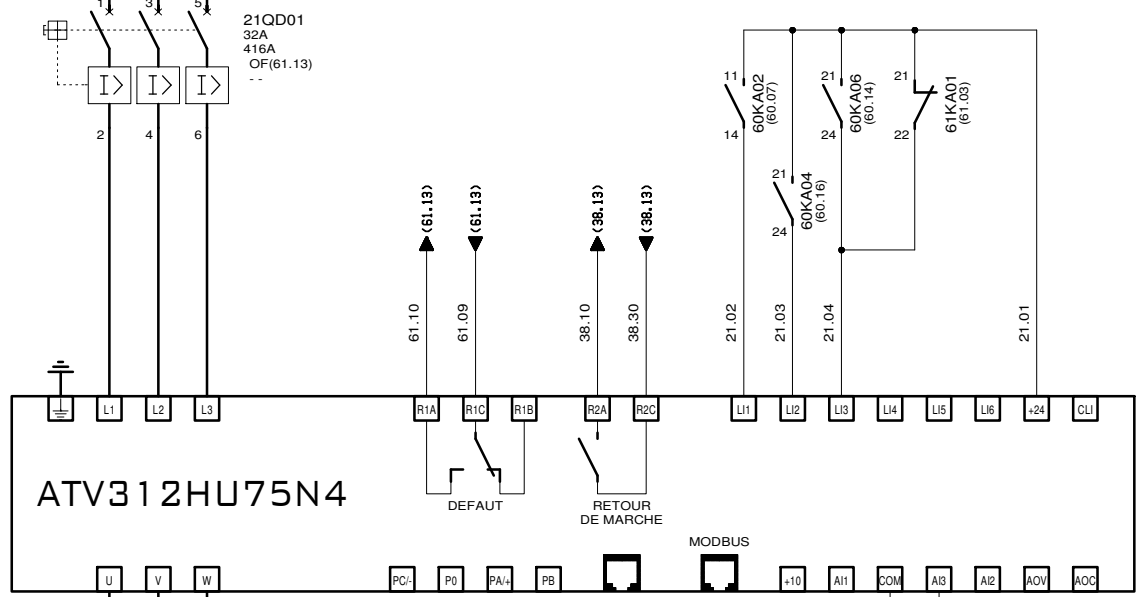 1 3 5
21QD01
32A
416A
OF(61.13)
- -
I> I> I>
2 4 6
11
14
60KA02
(60.07)
21
24
60KA04
(60.16)
21
24
60KA06
(60.14)
21
22
61KA01
(61.03)
(61.13) (61.13) (38.13) (38.13)
61.10 61.09 38.10 38.30 21.02 21.03 21.04 21.01
L1 L2 L3 R1A R1C R1B R2A R2C LI1 LI2 LI3 LI4 LI5 LI6 +24 CLI
ATV312HU75N4
DEFAUT
RETOUR
DE MARCHE
MODBUS
U V W PC/- P0 PA/+ PB +10 AI1 COM AI3 AI2 AOV AOC